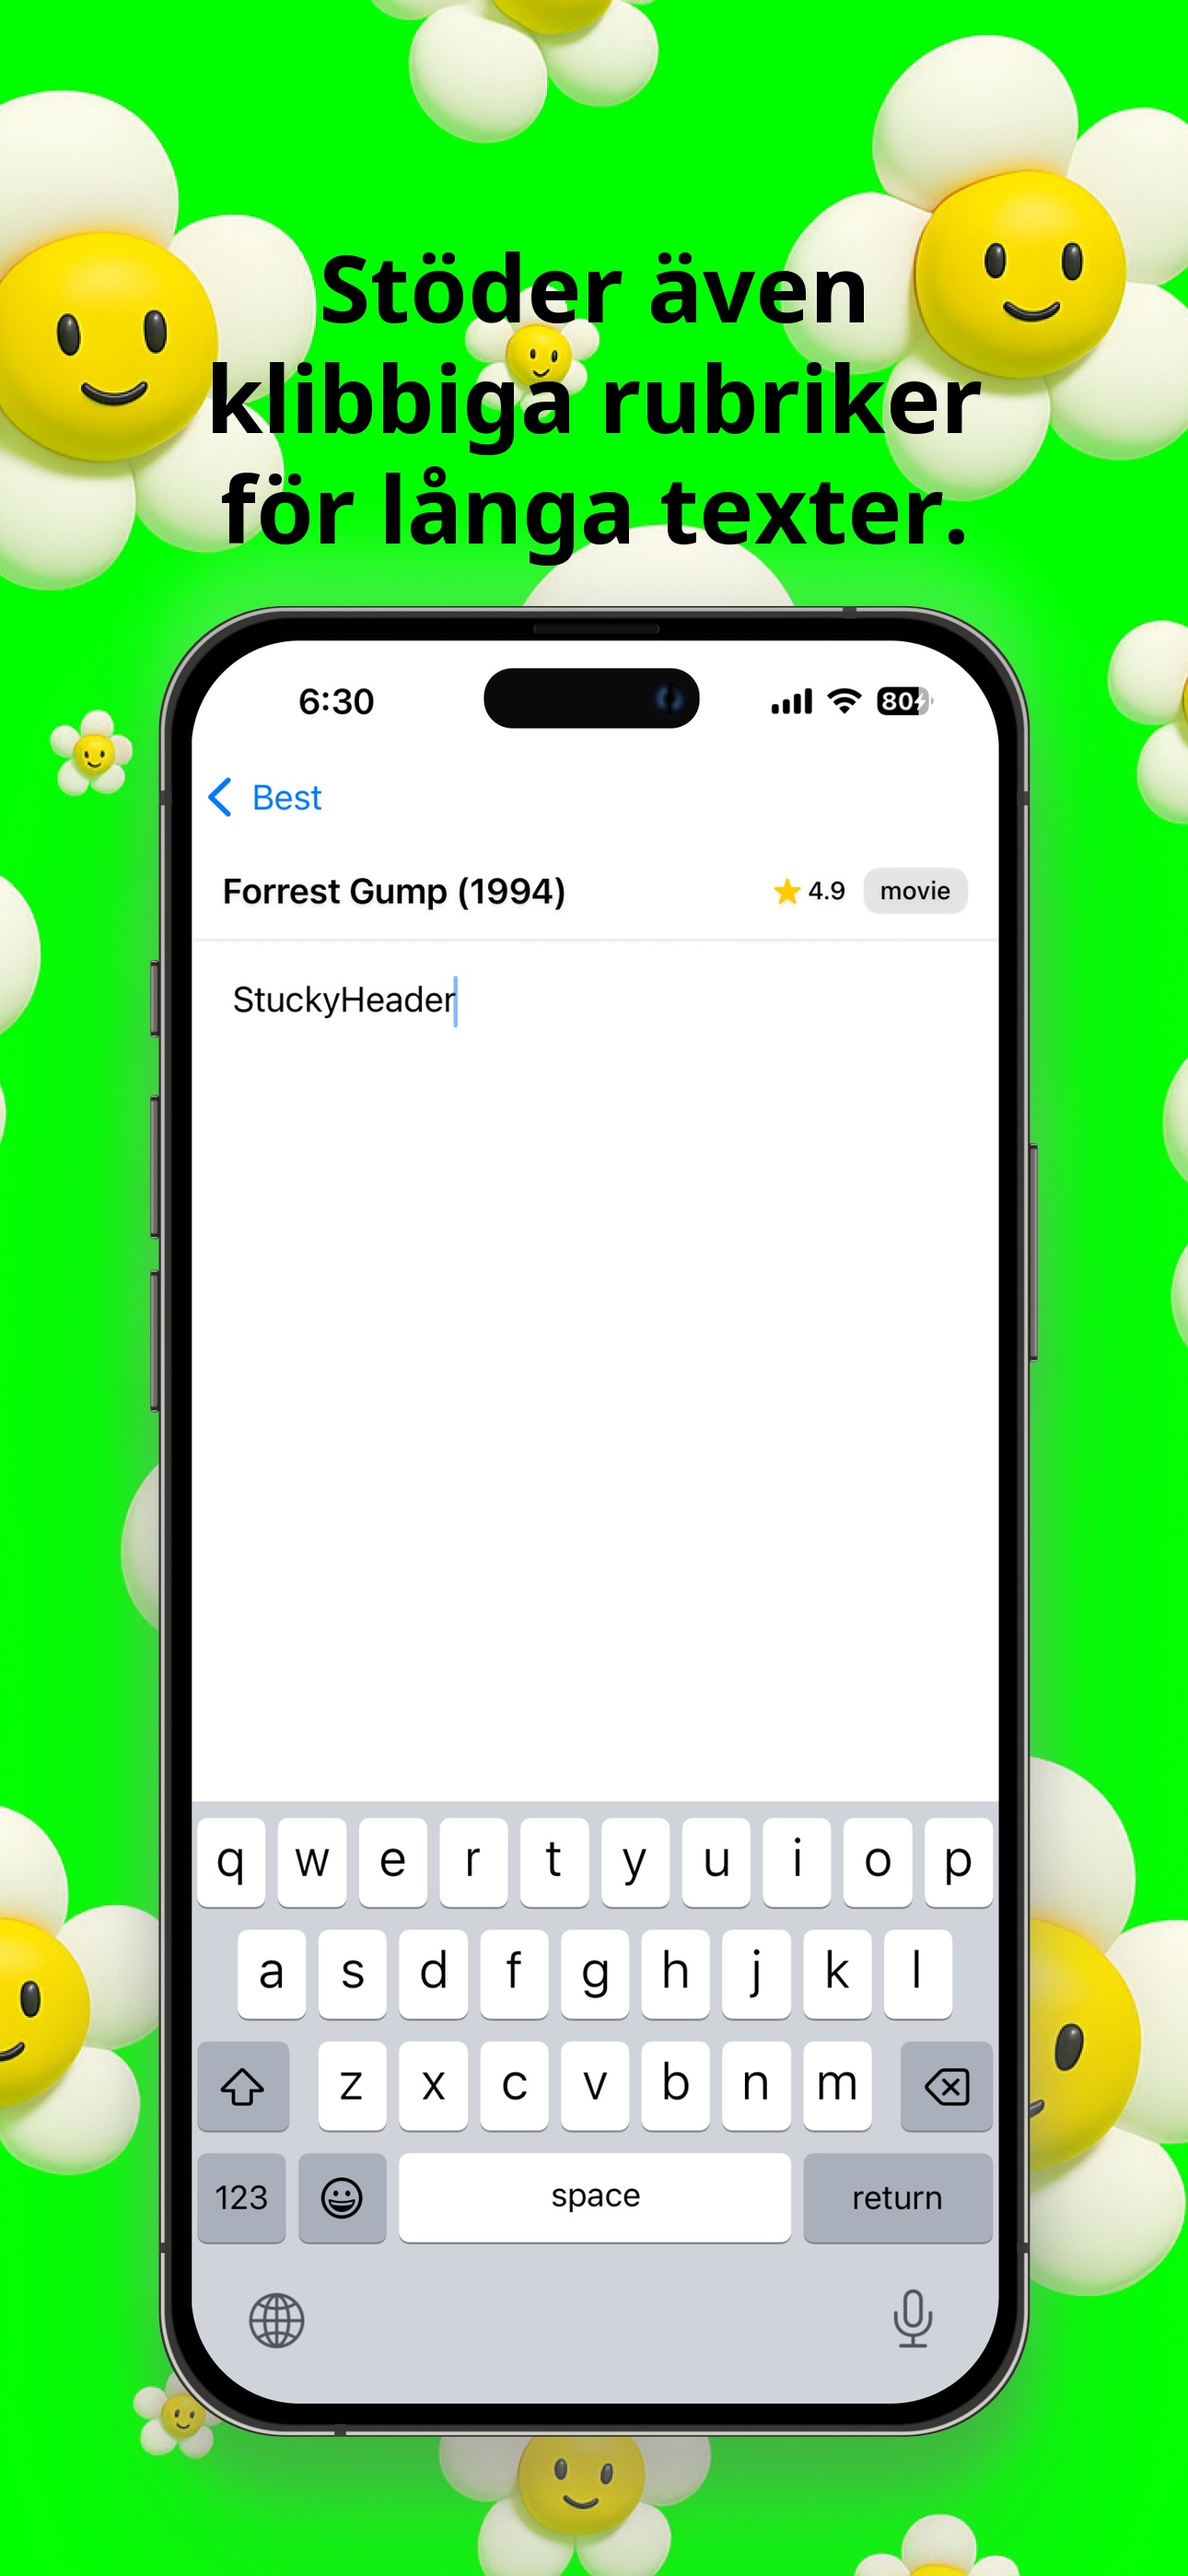 Stöder även
klibbiga rubriker
för långa texter.
6:30
80
Best
Forrest Gump (1994)
4.9
movie
StuckyHeader
q w e r t y u i o p
a s d f g h j k l
z x c v b n m
123
space
return